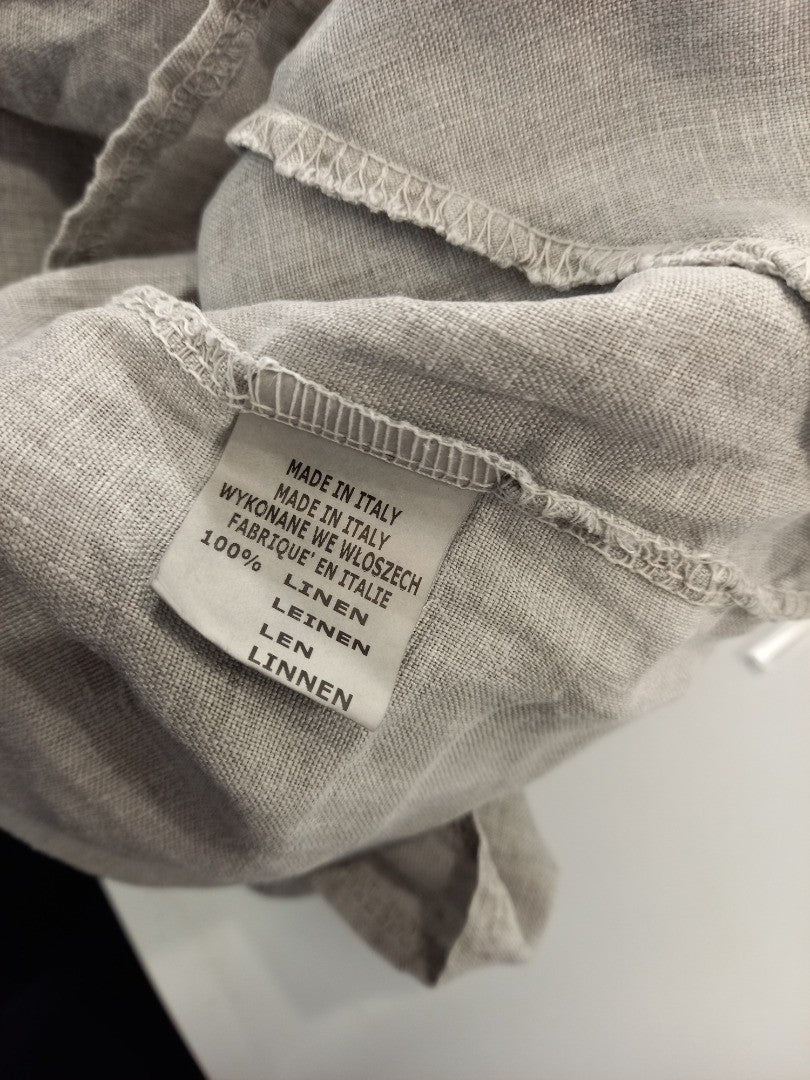 MADE IN ITALY
MADE IN ITALY
WYKONANE WE WLOSZECH
FABRIQUE' EN ITALIE
100% LINEN
LEINEN
LEN
LINNEN